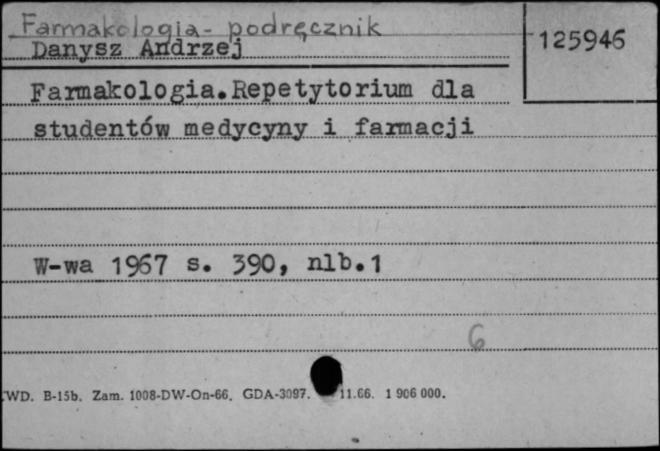 Farmakologia - podręcznik
125946
Danysz Andrzej
Farmakologia.Repetytorium dla
studentów medycyny i farmacji
W-wa 1967 s. 390, nlb.1
6
WD. B-15b. Zam. 1008-DW-On-66. GDA-3097. 11.66. 1 906 000.